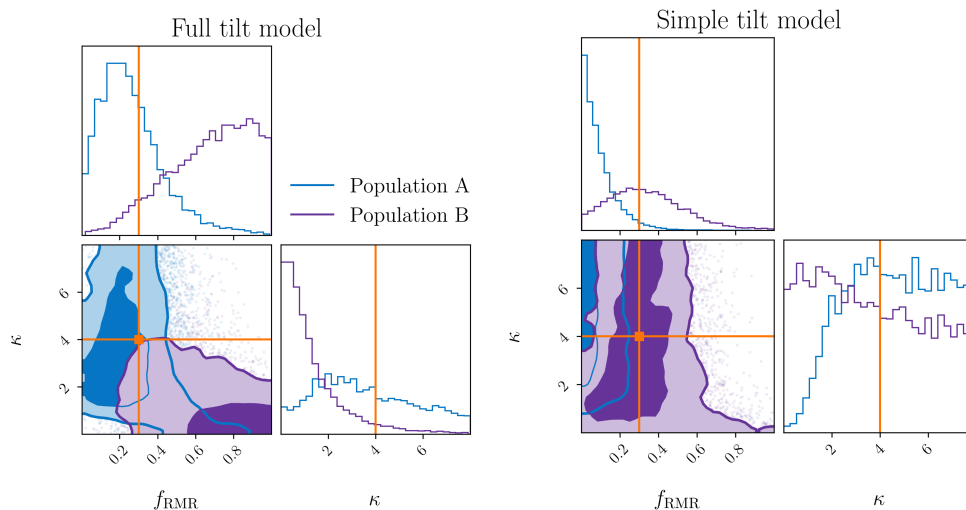 Full tilt model
Simple tilt model
Population A
Population B
κ
6
4
2
0.2
0.4
0.6
0.8
f_RMR
2
4
6
κ
κ
6
4
2
0.2
0.4
0.6
0.8
f_RMR
2
4
6
κ